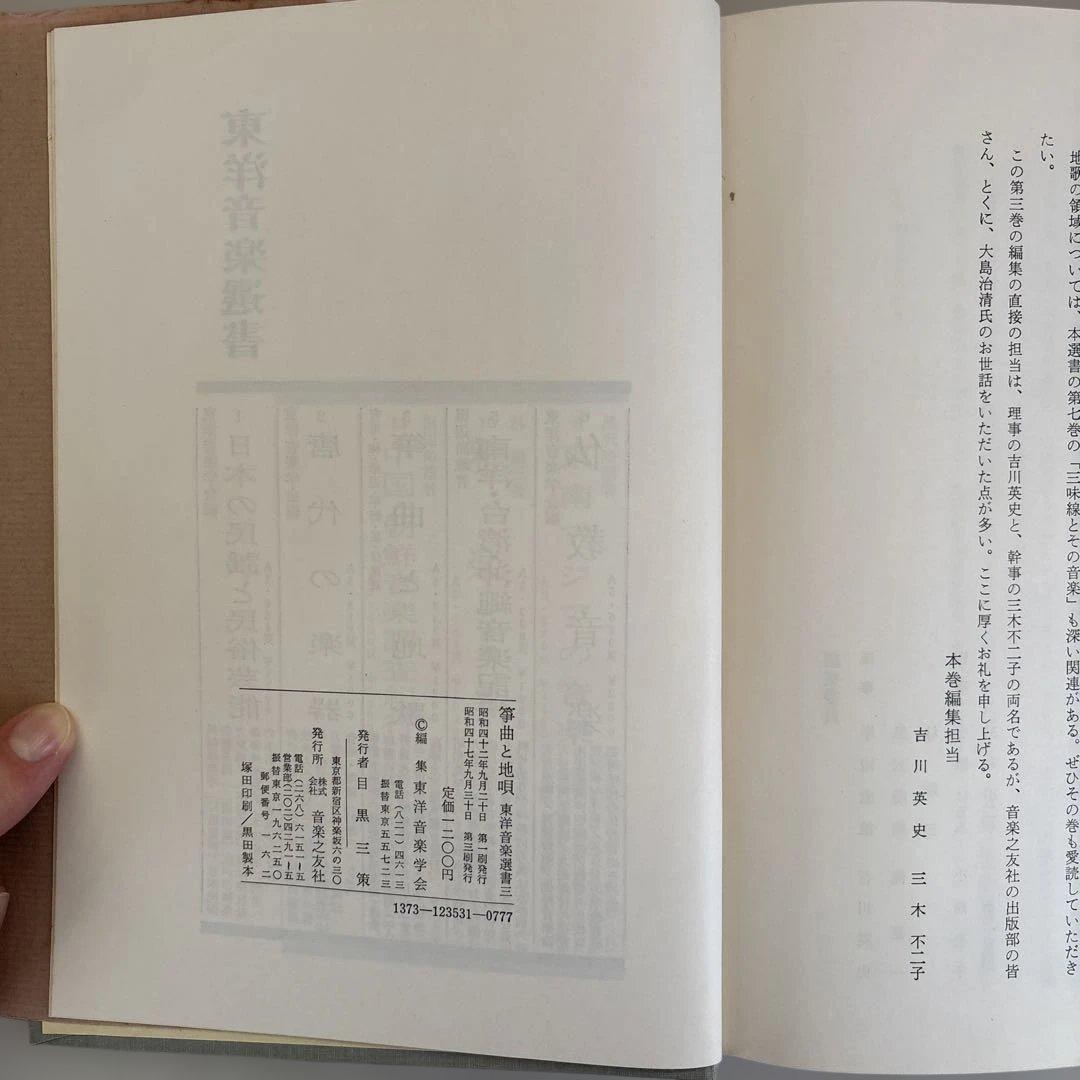 地歌の領域については、本選書の第七巻の「三味線とその音楽」も深い関連がある。ぜひその巻も愛読していただき
たい。
この第三巻の編集の直接の担当は、理事の吉川英史と、幹事の三木不二子の両名であるが、音楽之友社の出版部の皆
さん、とくに、大島治清氏のお世話をいただいた点が多い。ここに厚くお礼を申し上げる。
本巻編集担当
吉川英史
三木不二子
箏曲と地唄 東洋音楽選書三
昭和四十二年九月二十日 第一刷発行
昭和四十七年九月三十日 第三刷発行
定価一二〇〇円
©編集 東洋音楽学会
電話(八二一)四六一三
振替東京五五七二三
発行者 目黒三策
東京都新宿区神楽坂六の三〇
発行所 株式会社 音楽之友社
電話(二六八)六一五一~五
営業部(二〇二)四二九一~五
振替東京一九六二五〇
郵便番号 一六二
塚田印刷/黒田製本
1373—123531—0777
東洋音楽選書
日本の民謡と民俗芸能
唐代の楽器